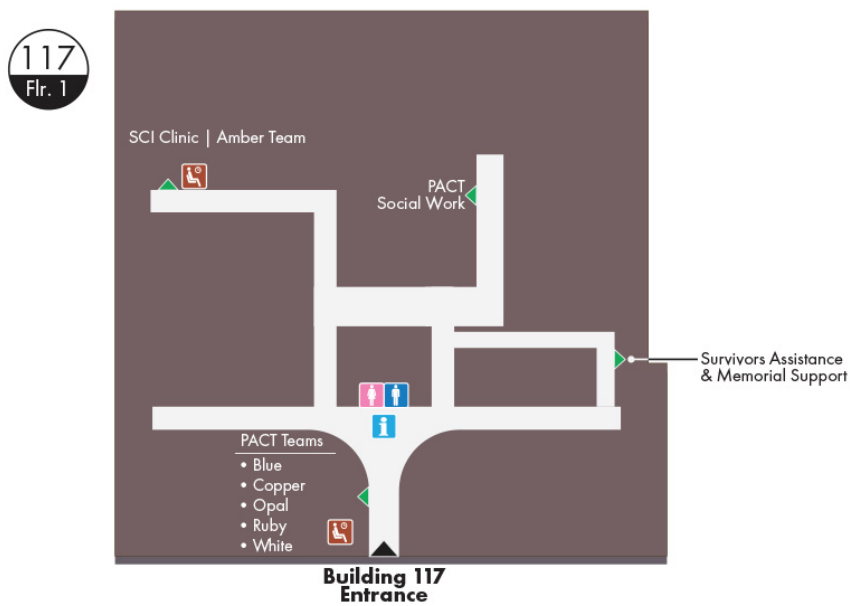 117
Flr. 1
SCI Clinic | Amber Team
PACT
Social Work
Survivors Assistance
& Memorial Support
i
PACT Teams
• Blue
• Copper
• Opal
• Ruby
• White
Building 117
Entrance